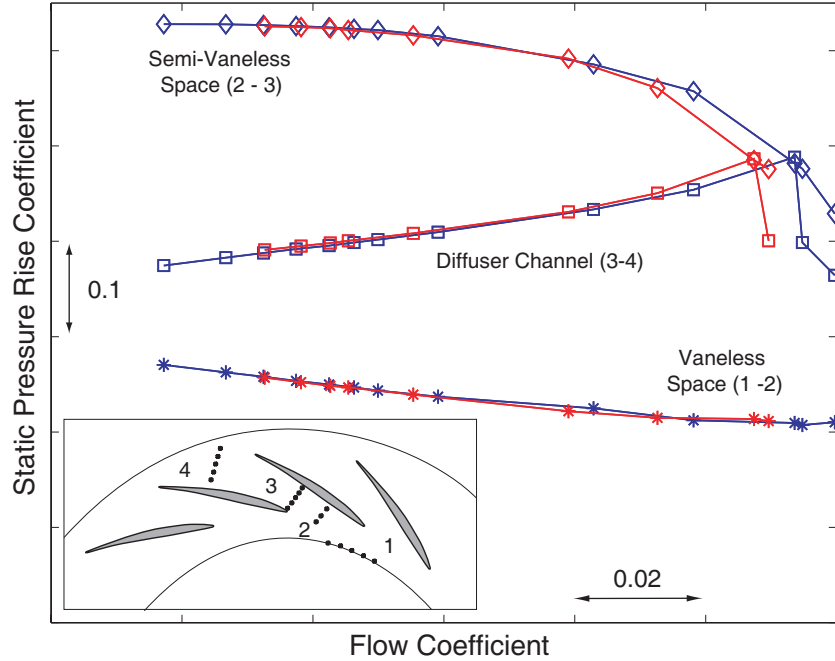 Static Pressure Rise Coefficient
Semi-Vaneless
Space (2 - 3)
Diffuser Channel (3-4)
0.1
Vaneless
Space (1 -2)
4
3
2
1
0.02
Flow Coefficient